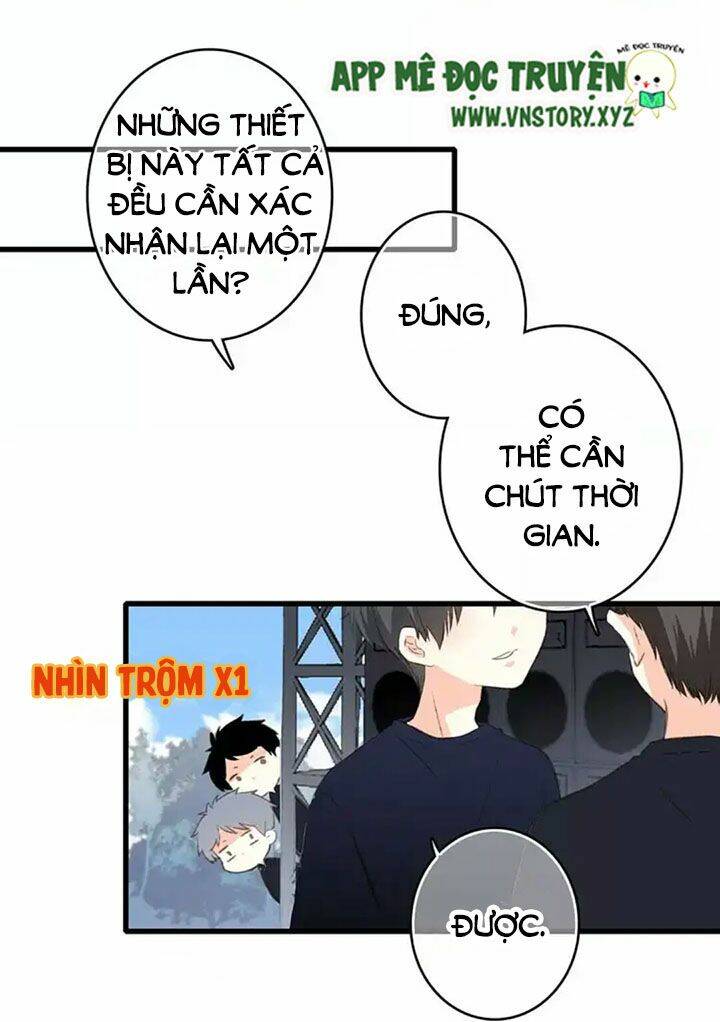 MÊ ĐỌC TRUYỆN
APP MÊ ĐỌC TRUYỆN
WWW.VNSTORY.XYZ
NHỮNG THIẾT
BỊ NÀY TẤT CẢ
ĐỀU CẦN XÁC
NHẬN LẠI MỘT
LẦN?
ĐÚNG,
CÓ
THỂ CẦN
CHÚT THỜI
GIAN.
NHÌN TRỘM X1
ĐƯỢC.